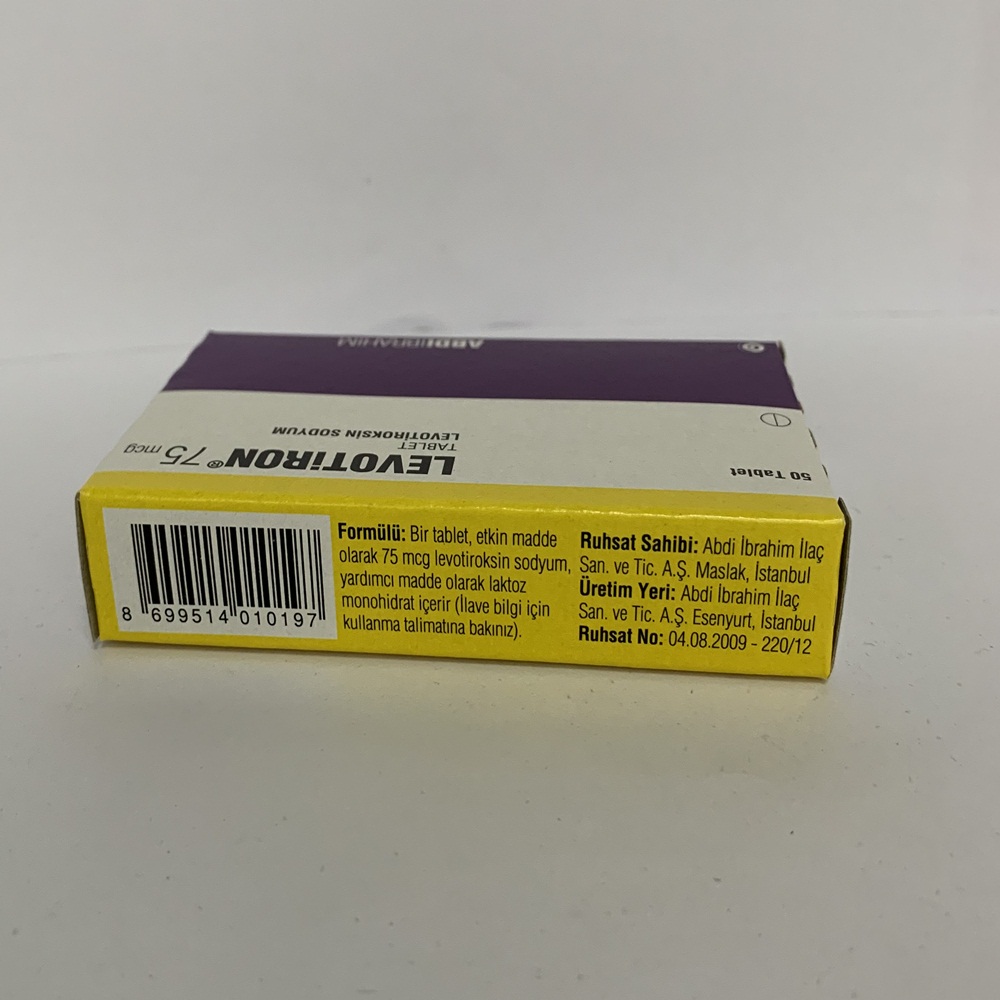 ABDİ İBRAHİM
LEVOTİRON® 75 mcg
TABLET
LEVOTİROKSİN SODYUM
50 Tablet
8 699514 010197
Formülü: Bir tablet, etkin madde
olarak 75 mcg levotiroksin sodyum,
yardımcı madde olarak laktoz
monohidrat içerir (İlave bilgi için
kullanma talimatına bakınız).
Ruhsat Sahibi: Abdi İbrahim İlaç
San. ve Tic. A.Ş. Maslak, İstanbul
Üretim Yeri: Abdi İbrahim İlaç
San. ve Tic. A.Ş. Esenyurt, İstanbul
Ruhsat No: 04.08.2009 - 220/12